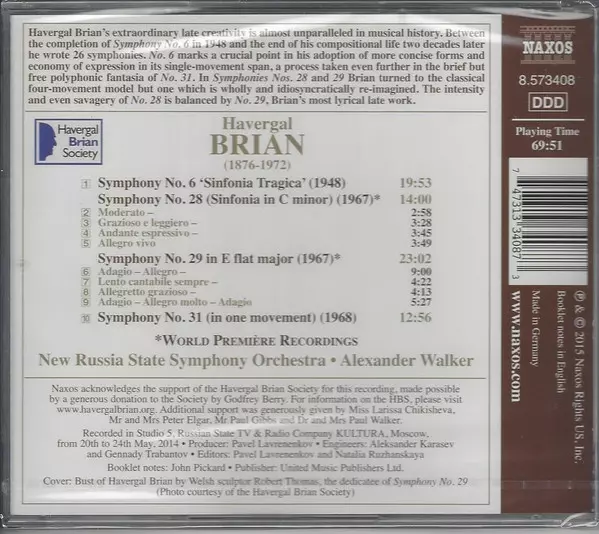 Havergal Brian's extraordinary late creativity is almost unparalleled in musical history. Between
the completion of Symphony No. 6 in 1948 and the end of his compositional life two decades later
he wrote 26 symphonies. No. 6 marks a crucial point in his adoption of more concise forms and
economy of expression in its single-movement span, a process taken even further in the brief but
free polyphonic fantasia of No. 31. In Symphonies Nos. 28 and 29 Brian turned to the classical
four-movement model but one which is wholly and idiosyncratically re-imagined. The intensity
and even savagery of No. 28 is balanced by No. 29, Brian's most lyrical late work.
Havergal
Brian
Society
Havergal
BRIAN
(1876-1972)
1 Symphony No. 6 ‘Sinfonia Tragica’ (1948) 19:53
Symphony No. 28 (Sinfonia in C minor) (1967)* 14:00
2 Moderato – 2:58
3 Grazioso e leggiero – 3:28
4 Andante espressivo – 3:45
5 Allegro vivo 3:49
Symphony No. 29 in E flat major (1967)* 23:02
6 Adagio – Allegro – 9:00
7 Lento cantabile sempre – 4:22
8 Allegretto grazioso – 4:13
9 Adagio – Allegro molto – Adagio 5:27
10 Symphony No. 31 (in one movement) (1968) 12:56
*WORLD PREMIÈRE RECORDINGS
New Russia State Symphony Orchestra • Alexander Walker
Naxos acknowledges the support of the Havergal Brian Society for this recording, made possible
by a generous donation to the Society by Godfrey Berry. For information on the HBS, please visit
www.havergalbrian.org. Additional support was generously given by Miss Larissa Chikisheva,
Mr and Mrs Peter Elgar, Mr Paul Gibbs and Dr and Mrs Paul Walker.
Recorded in Studio 5, Russian State TV & Radio Company KULTURA, Moscow,
from 20th to 24th May, 2014 • Producer: Pavel Lavrenenkov • Engineers: Aleksander Karasev
and Gennady Trabantov • Editors: Pavel Lavrenenkov and Natalia Ruzhanskaya
Booklet notes: John Pickard • Publisher: United Music Publishers Ltd.
Cover: Bust of Havergal Brian by Welsh sculptor Robert Thomas, the dedicatee of Symphony No. 29
(Photo courtesy of the Havergal Brian Society)
NAXOS
8.573408
DDD
Playing Time
69:51
7 47313 34087 3
www.naxos.com
Made in Germany
Booklet notes in English
℗ & © 2015 Naxos Rights US, Inc.